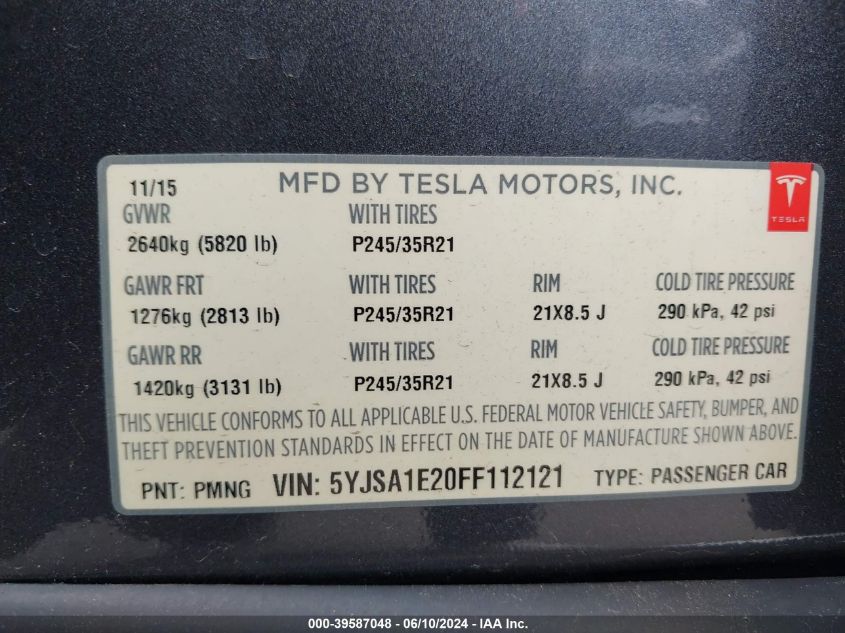 11/15 MFD BY TESLA MOTORS, INC.
TESLA
GVWR WITH TIRES
2640kg (5820 lb) P245/35R21
GAWR FRT WITH TIRES RIM COLD TIRE PRESSURE
1276kg (2813 lb) P245/35R21 21X8.5 J 290 kPa, 42 psi
GAWR RR WITH TIRES RIM COLD TIRE PRESSURE
1420kg (3131 lb) P245/35R21 21X8.5 J 290 kPa, 42 psi
THIS VEHICLE CONFORMS TO ALL APPLICABLE U.S. FEDERAL MOTOR VEHICLE SAFETY, BUMPER, AND
THEFT PREVENTION STANDARDS IN EFFECT ON THE DATE OF MANUFACTURE SHOWN ABOVE.
PNT: PMNG VIN: 5YJSA1E20FF112121 TYPE: PASSENGER CAR
000-39587048 - 06/10/2024 - IAA Inc.